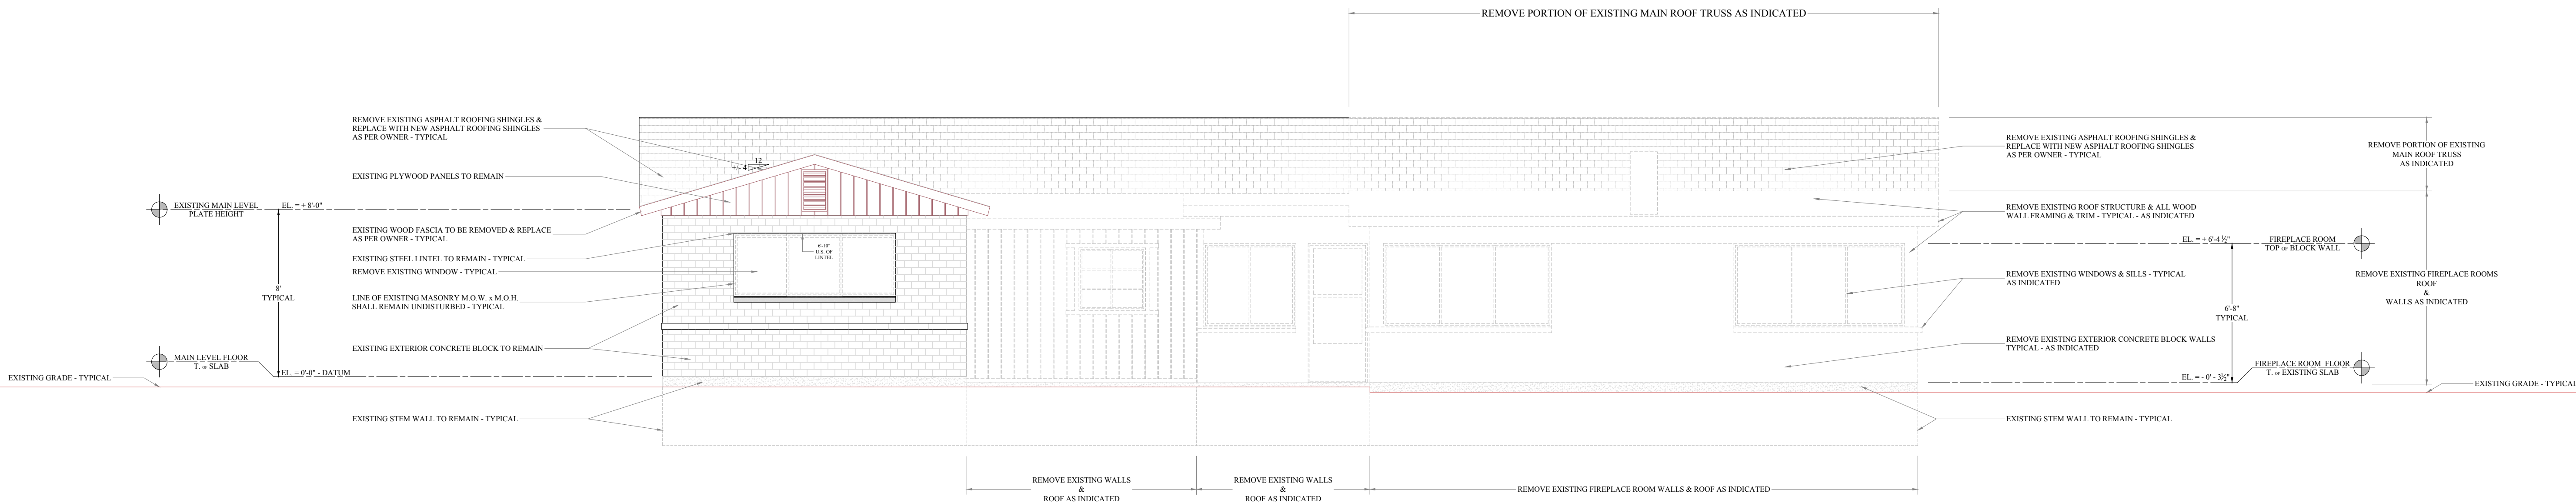 REMOVE PORTION OF EXISTING MAIN ROOF TRUSS AS INDICATED
REMOVE EXISTING ASPHALT ROOFING SHINGLES &
REPLACE WITH NEW ASPHALT ROOFING SHINGLES
AS PER OWNER - TYPICAL
12
+/- 4
EXISTING PLYWOOD PANELS TO REMAIN
EXISTING MAIN LEVEL
PLATE HEIGHT
EL. = + 8'-0"
EXISTING WOOD FASCIA TO BE REMOVED & REPLACE
AS PER OWNER - TYPICAL
6'-10"
U.S. OF
LINTEL
EXISTING STEEL LINTEL TO REMAIN - TYPICAL
REMOVE EXISTING WINDOW - TYPICAL
8'
TYPICAL
LINE OF EXISTING MASONRY M.O.W. x M.O.H.
SHALL REMAIN UNDISTURBED - TYPICAL
EXISTING EXTERIOR CONCRETE BLOCK TO REMAIN
MAIN LEVEL FLOOR
T. OF SLAB
EL. = 0'-0" - DATUM
EXISTING GRADE - TYPICAL
EXISTING STEM WALL TO REMAIN - TYPICAL
REMOVE EXISTING ASPHALT ROOFING SHINGLES &
REPLACE WITH NEW ASPHALT ROOFING SHINGLES
AS PER OWNER - TYPICAL
REMOVE PORTION OF EXISTING
MAIN ROOF TRUSS
AS INDICATED
REMOVE EXISTING ROOF STRUCTURE & ALL WOOD
WALL FRAMING & TRIM - TYPICAL - AS INDICATED
EL. = + 6'-4 ½"
FIREPLACE ROOM
TOP OF BLOCK WALL
REMOVE EXISTING WINDOWS & SILLS - TYPICAL
AS INDICATED
REMOVE EXISTING FIREPLACE ROOMS
ROOF
&
WALLS AS INDICATED
6'-8"
TYPICAL
REMOVE EXISTING EXTERIOR CONCRETE BLOCK WALLS
TYPICAL - AS INDICATED
FIREPLACE ROOM FLOOR
T. OF EXISTING SLAB
EL. = - 0' - 3½"
EXISTING GRADE - TYPICAL
EXISTING STEM WALL TO REMAIN - TYPICAL
REMOVE EXISTING WALLS
&
ROOF AS INDICATED
REMOVE EXISTING WALLS
&
ROOF AS INDICATED
REMOVE EXISTING FIREPLACE ROOM WALLS & ROOF AS INDICATED